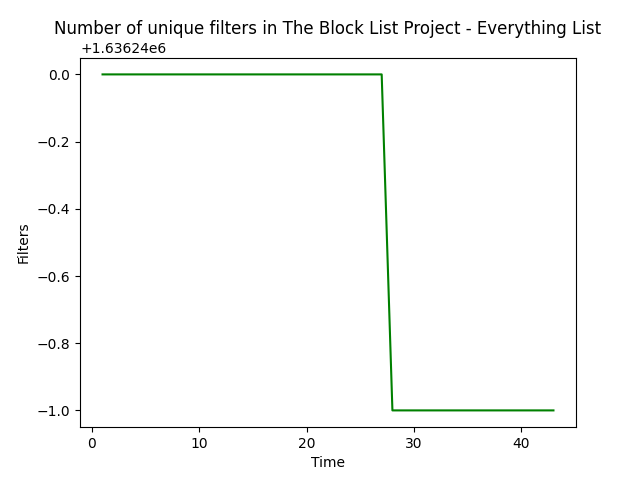 Number of unique filters in The Block List Project - Everything List
+1.63624e6
0.0
−0.2
−0.4
−0.6
−0.8
−1.0
Filters
0 10 20 30 40
Time